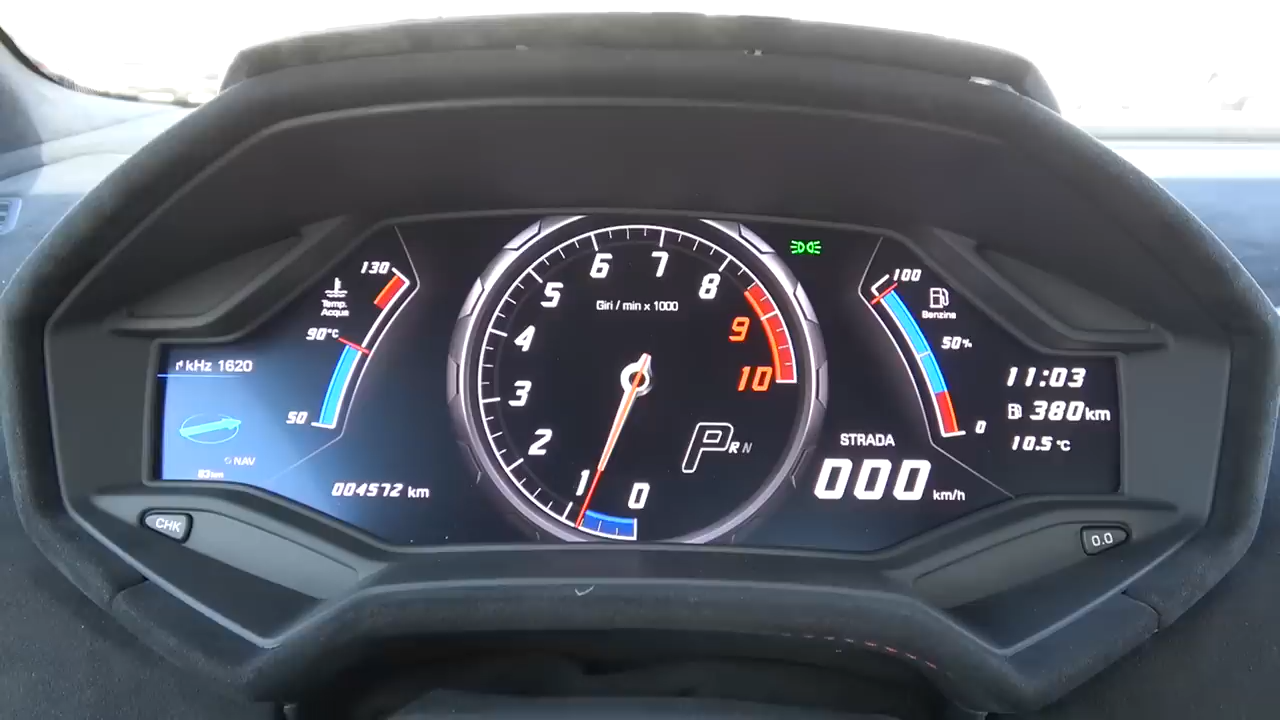 130
Temp.
Acqua
90°C
50
kHz 1620
NAV
83km
004572 km
CHK
6
7
5
8
Giri / min x 1000
4
9
3
10
2
P R N
1
0
100
Benzina
50%
0
11:03
380km
10.5 °C
STRADA
000 km/h
0.0